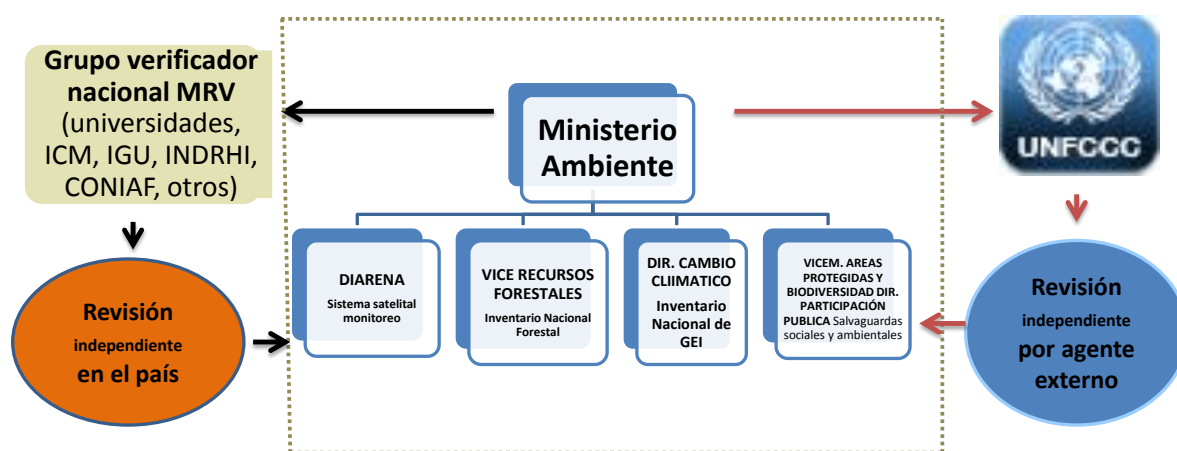 Grupo verificador
nacional MRV
(universidades,
ICM, IGU, INDRHI,
CONIAF, otros)
Revisión
independiente
en el país
Ministerio
Ambiente
DIARENA
Sistema satelital
monitoreo
VICE RECURSOS
FORESTALES
Inventario Nacional
Forestal
DIR. CAMBIO
CLIIMATICO
Inventario
Nacional de
GEI
VICEM. AREAS
PROTEGIDAS Y
BIODIVERSIDAD DIR.
PARTICIPACIÓN
PUBLICA Salvaguardas
sociales y ambientales
UNFCCC
Revisión
independiente
por agente
externo